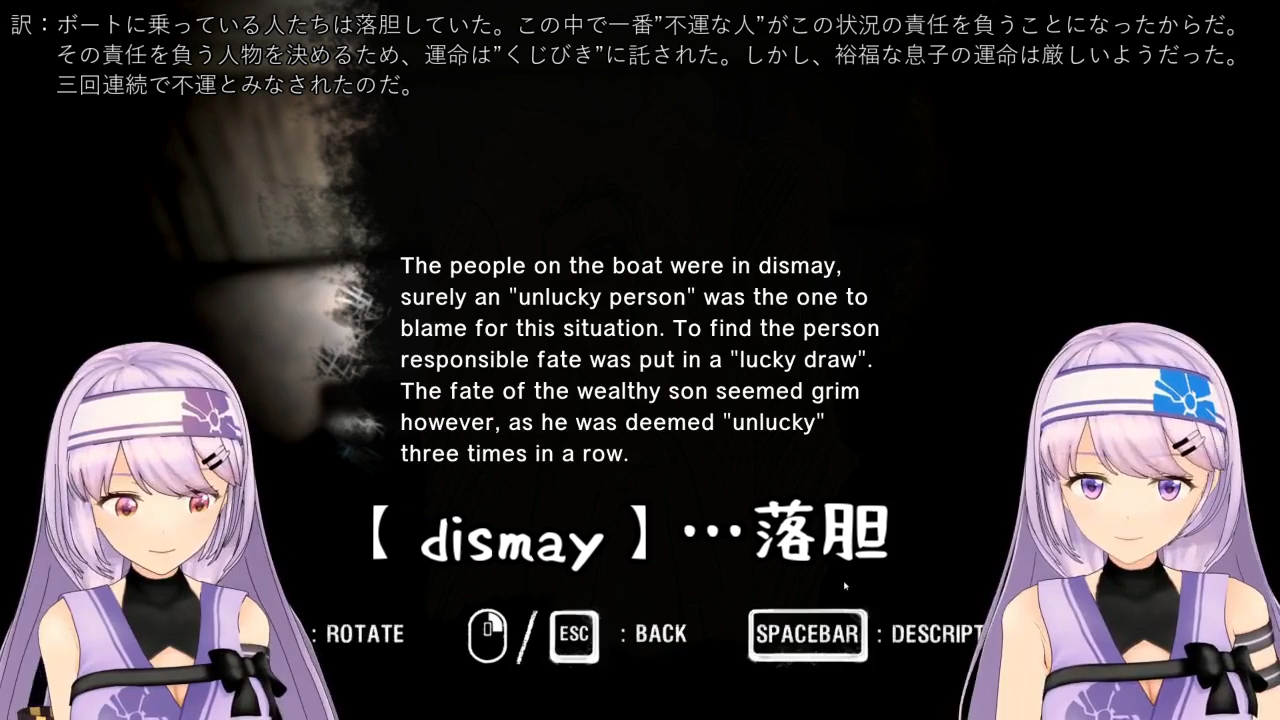 訳：ボートに乗っている人たちは落胆していた。この中で一番”不運な人”がこの状況の責任を負うことになったからだ。
その責任を負う人物を決めるため、運命は”くじびき”に託された。しかし、裕福な息子の運命は厳しいようだった。
三回連続で不運とみなされたのだ。
The people on the boat were in dismay,
surely an "unlucky person" was the one to
blame for this situation. To find the person
responsible fate was put in a "lucky draw".
The fate of the wealthy son seemed grim
however, as he was deemed "unlucky"
three times in a row.
【 dismay 】…落胆
: ROTATE / ESC : BACK SPACEBAR : DESCRIPT